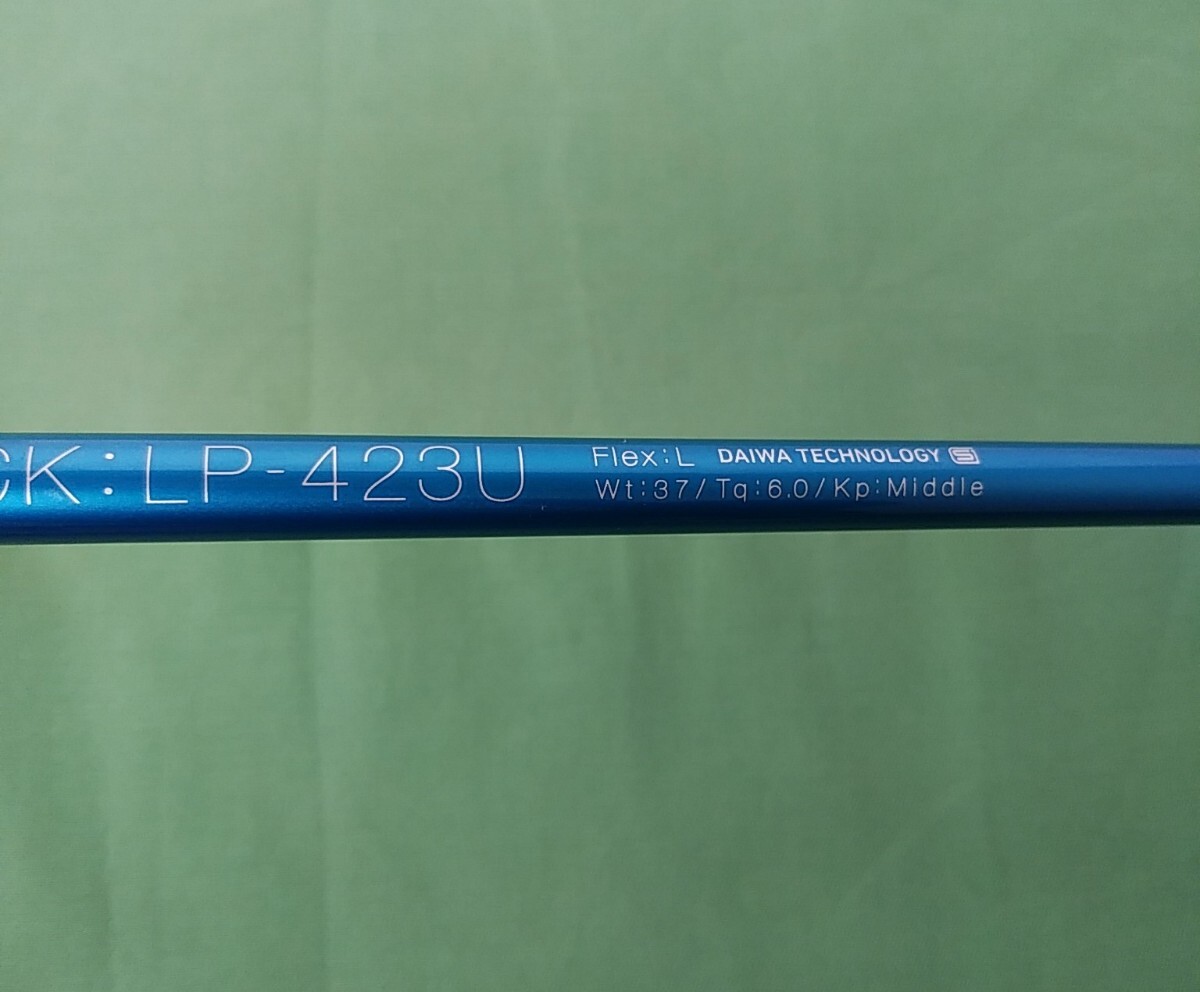 CK:LP-423U
Flex:L DAIWA TECHNOLOGY S
Wt:37/Tq:6.0/Kp:Middle